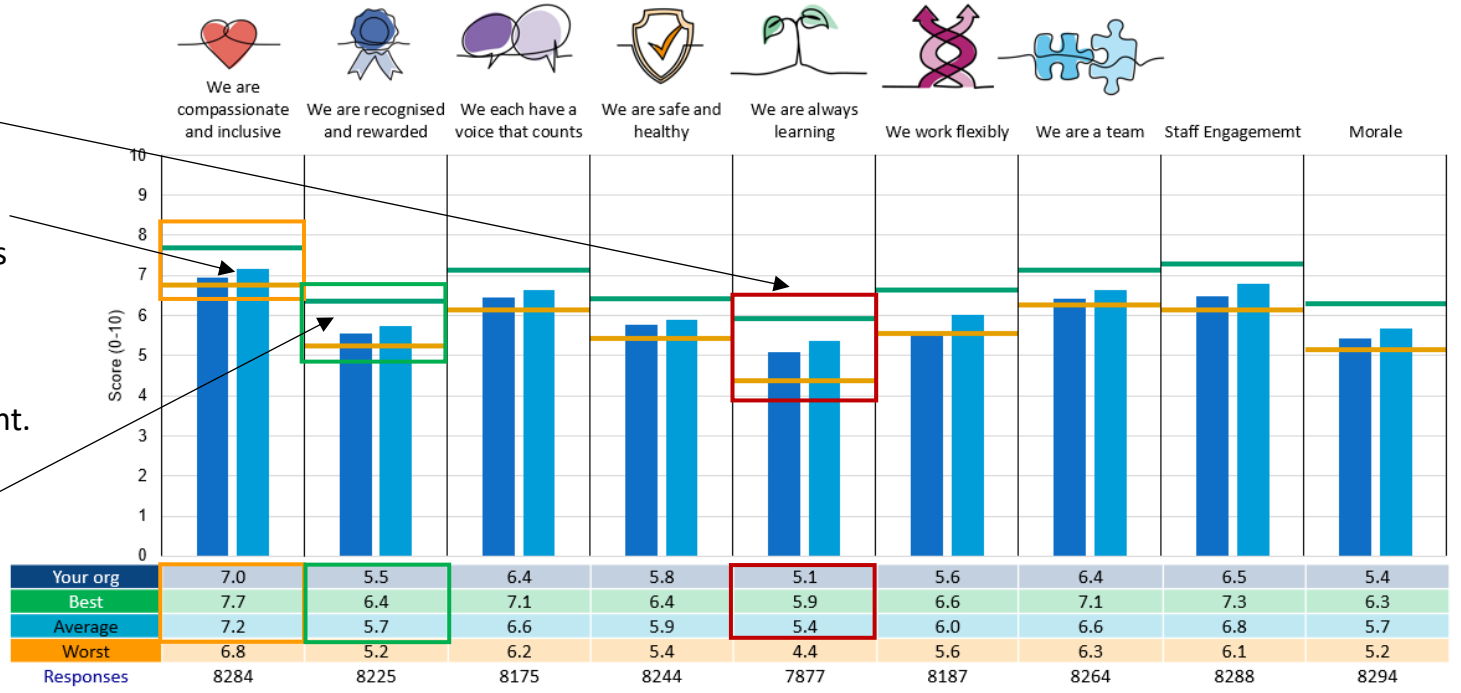 We are
compassionate
and inclusive
We are recognised
and rewarded
We each have a
voice that counts
We are safe and
healthy
We are always
learning
We work flexibly
We are a team
Staff Engagememt
Morale
s
nt.
Score (0-10)
10
9
8
7
6
5
4
3
2
1
0
Your org 7.0 5.5 6.4 5.8 5.1 5.6 6.4 6.5 5.4
Best 7.7 6.4 7.1 6.4 5.9 6.6 7.1 7.3 6.3
Average 7.2 5.7 6.6 5.9 5.4 6.0 6.6 6.8 5.7
Worst 6.8 5.2 6.2 5.4 4.4 5.6 6.3 6.1 5.2
Responses 8284 8225 8175 8244 7877 8187 8264 8288 8294